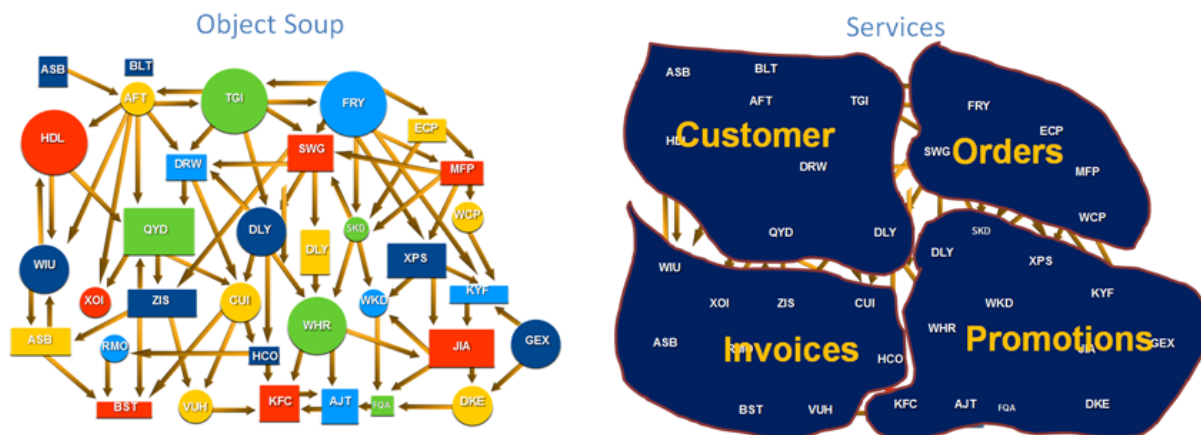 Object Soup
ASB
BLT
AFT
TGI
FRY
HDL
ECP
SWG
DRW
MFP
WCP
QYD
DLY
SKD
DLY
XPS
WIU
XOI
ZIS
CUI
WKD
KYF
WHR
ASB
RMO
HCO
JIA
GEX
BST
VUH
KFC
AJT
FQA
DKE
Services
ASB
BLT
AFT
TGI
HDL
Customer
DRW
QYD
DLY
FRY
ECP
SWG
Orders
MFP
WCP
WIU
XOI
ZIS
CUI
ASB
RMO
Invoices
HCO
BST
VUH
DLY
SKD
XPS
KYF
WKD
WHR
Promotions
JIA
GEX
KFC
AJT
FQA
DKE